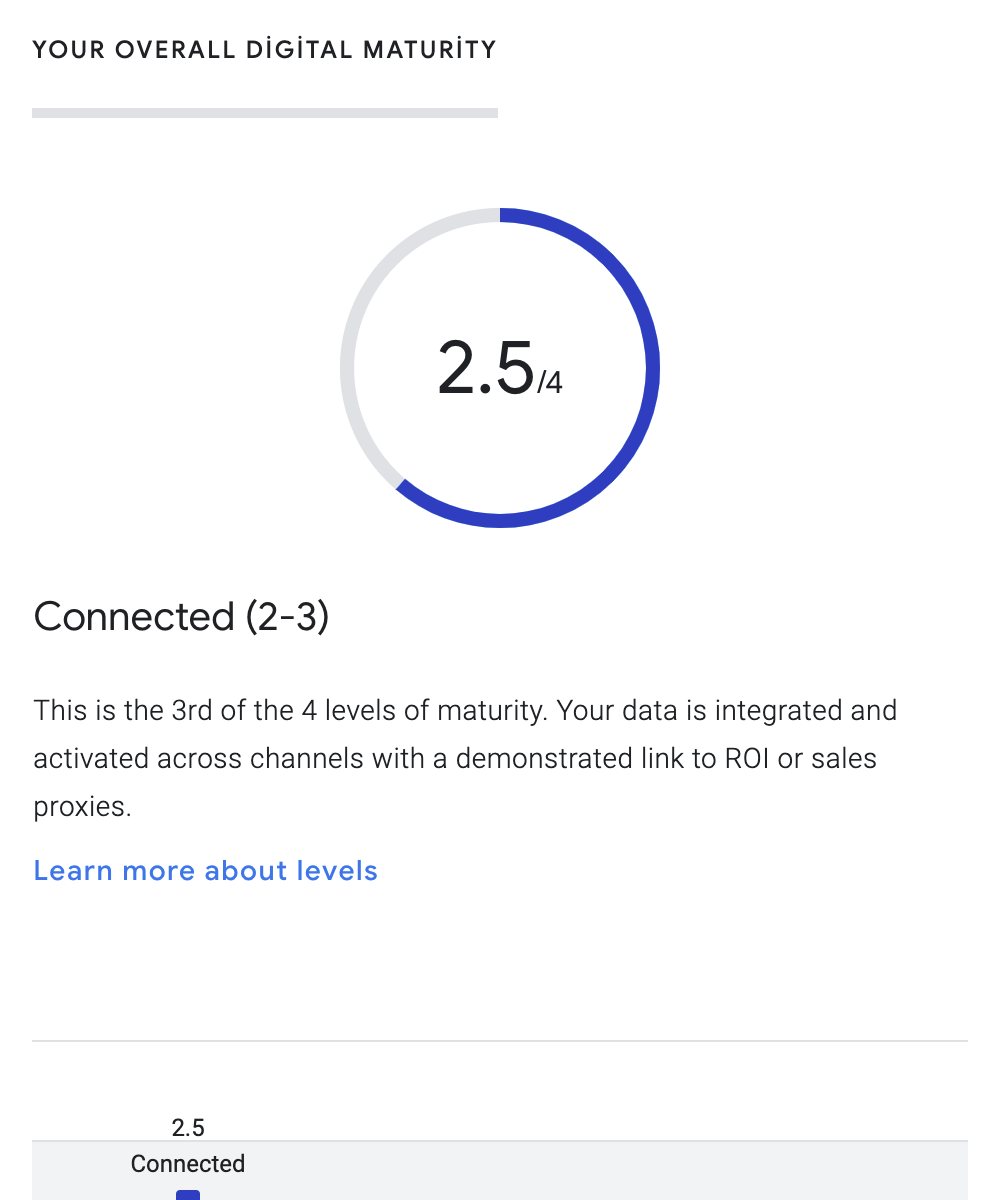 YOUR OVERALL DİGİTAL MATURİTY
2.5/4
Connected (2-3)
This is the 3rd of the 4 levels of maturity. Your data is integrated and
activated across channels with a demonstrated link to ROI or sales
proxies.
Learn more about levels
2.5
Connected